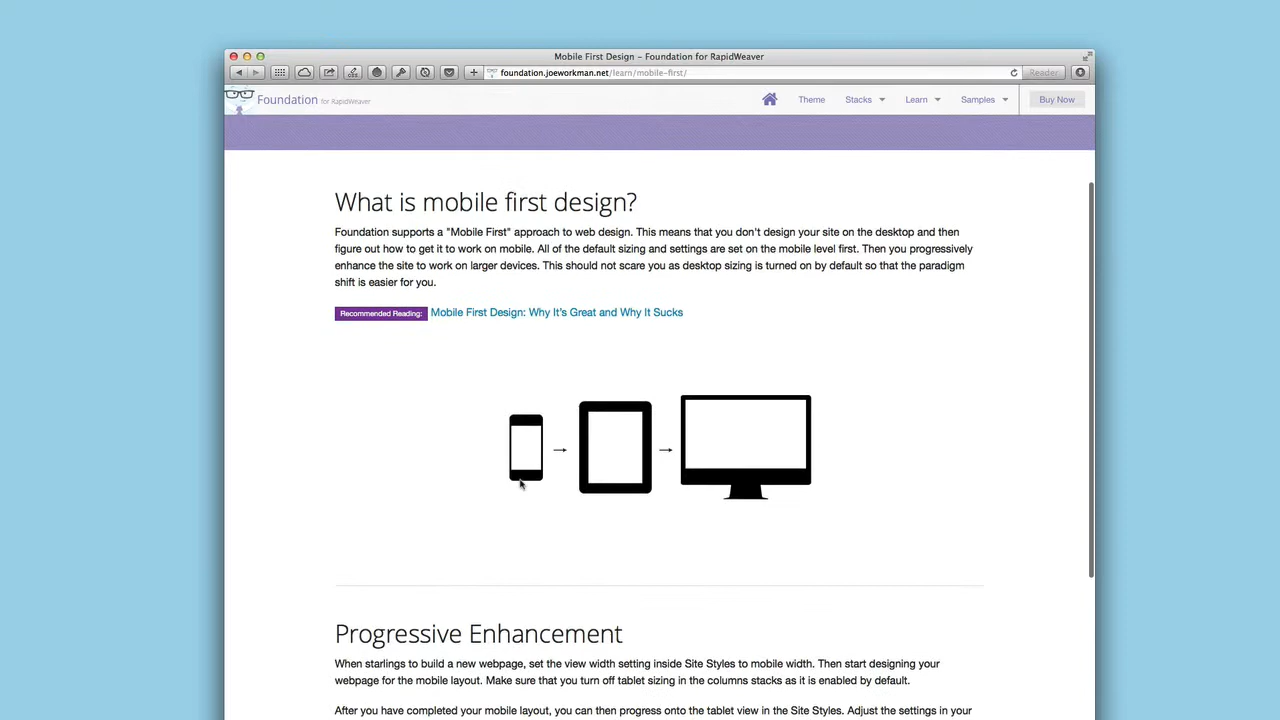 Mobile First Design – Foundation for RapidWeaver
foundation.joeworkman.net/learn/mobile-first/
Reader
Foundation for RapidWeaver
Theme
Stacks
Learn
Samples
Buy Now
What is mobile first design?
Foundation supports a "Mobile First" approach to web design. This means that you don't design your site on the desktop and then
figure out how to get it to work on mobile. All of the default sizing and settings are set on the mobile level first. Then you progressively
enhance the site to work on larger devices. This should not scare you as desktop sizing is turned on by default so that the paradigm
shift is easier for you.
Recommended Reading: Mobile First Design: Why It's Great and Why It Sucks
Progressive Enhancement
When starlings to build a new webpage, set the view width setting inside Site Styles to mobile width. Then start designing your
webpage for the mobile layout. Make sure that you turn off tablet sizing in the columns stacks as it is enabled by default.
After you have completed your mobile layout, you can then progress onto the tablet view in the Site Styles. Adjust the settings in your